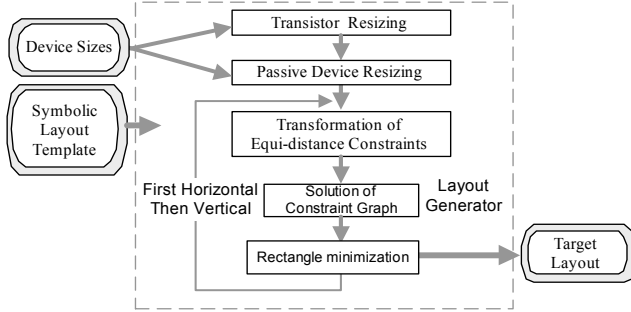 Transistor Resizing
Device Sizes
Passive Device Resizing
Symbolic
Layout
Template
Transformation of
Equi-distance Constraints
First Horizontal
Then Vertical
Solution of
Constraint Graph
Layout
Generator
Rectangle minimization
Target
Layout